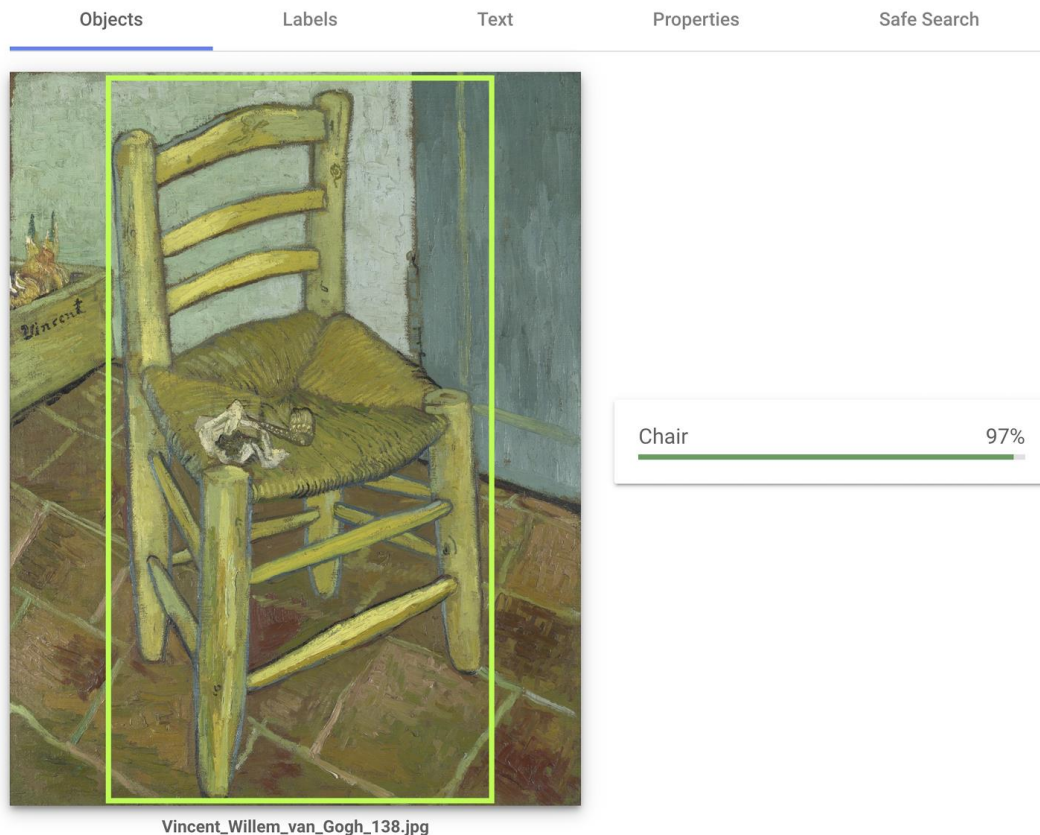 Objects Labels Text Properties Safe Search
Vincent
Chair 97%
Vincent_Willem_van_Gogh_138.jpg